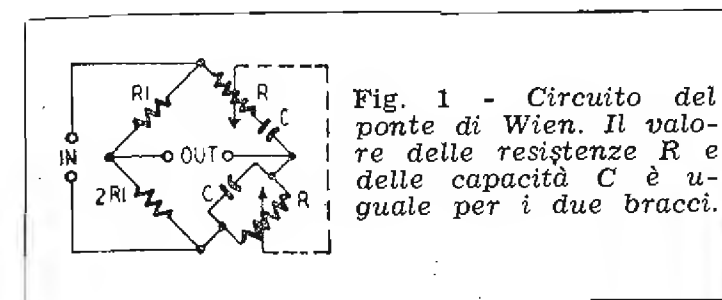 R1
R
C
IN
OUT
2R1
C
R
Fig. 1 - Circuito del
ponte di Wien. Il valo-
re delle resistenze R e
delle capacità C è u-
guale per i due bracci.